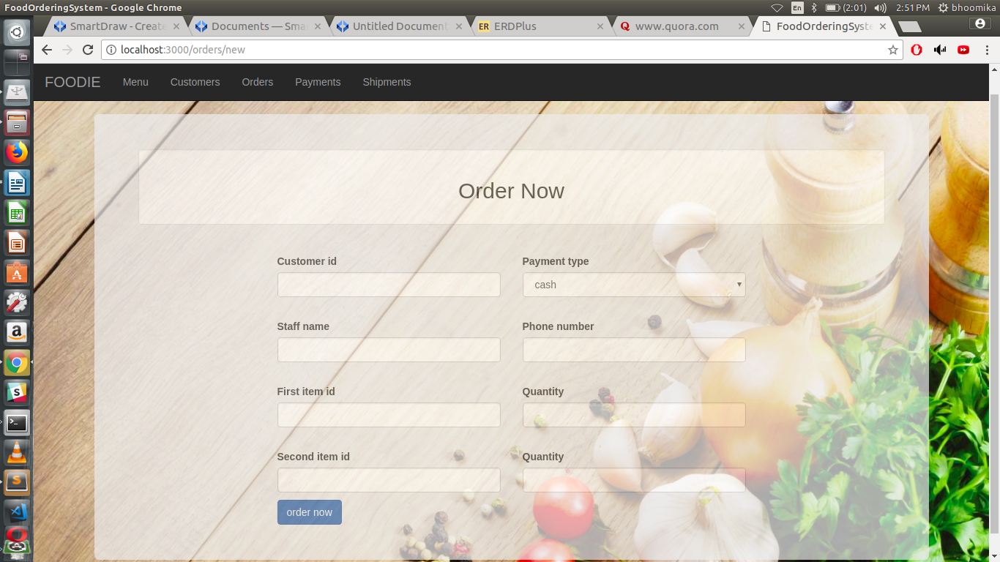 FoodOrderingSystem - Google Chrome
En (2:01) 2:51 PM bhoomika
SmartDraw - Create
Documents — Sma
Untitled Document
ER ERDPlus
Q www.quora.com
FoodOrderingSyste
localhost:3000/orders/new
FOODIE Menu Customers Orders Payments Shipments
Order Now
Customer id Payment type
cash
Staff name Phone number
First item id Quantity
Second item id Quantity
order now